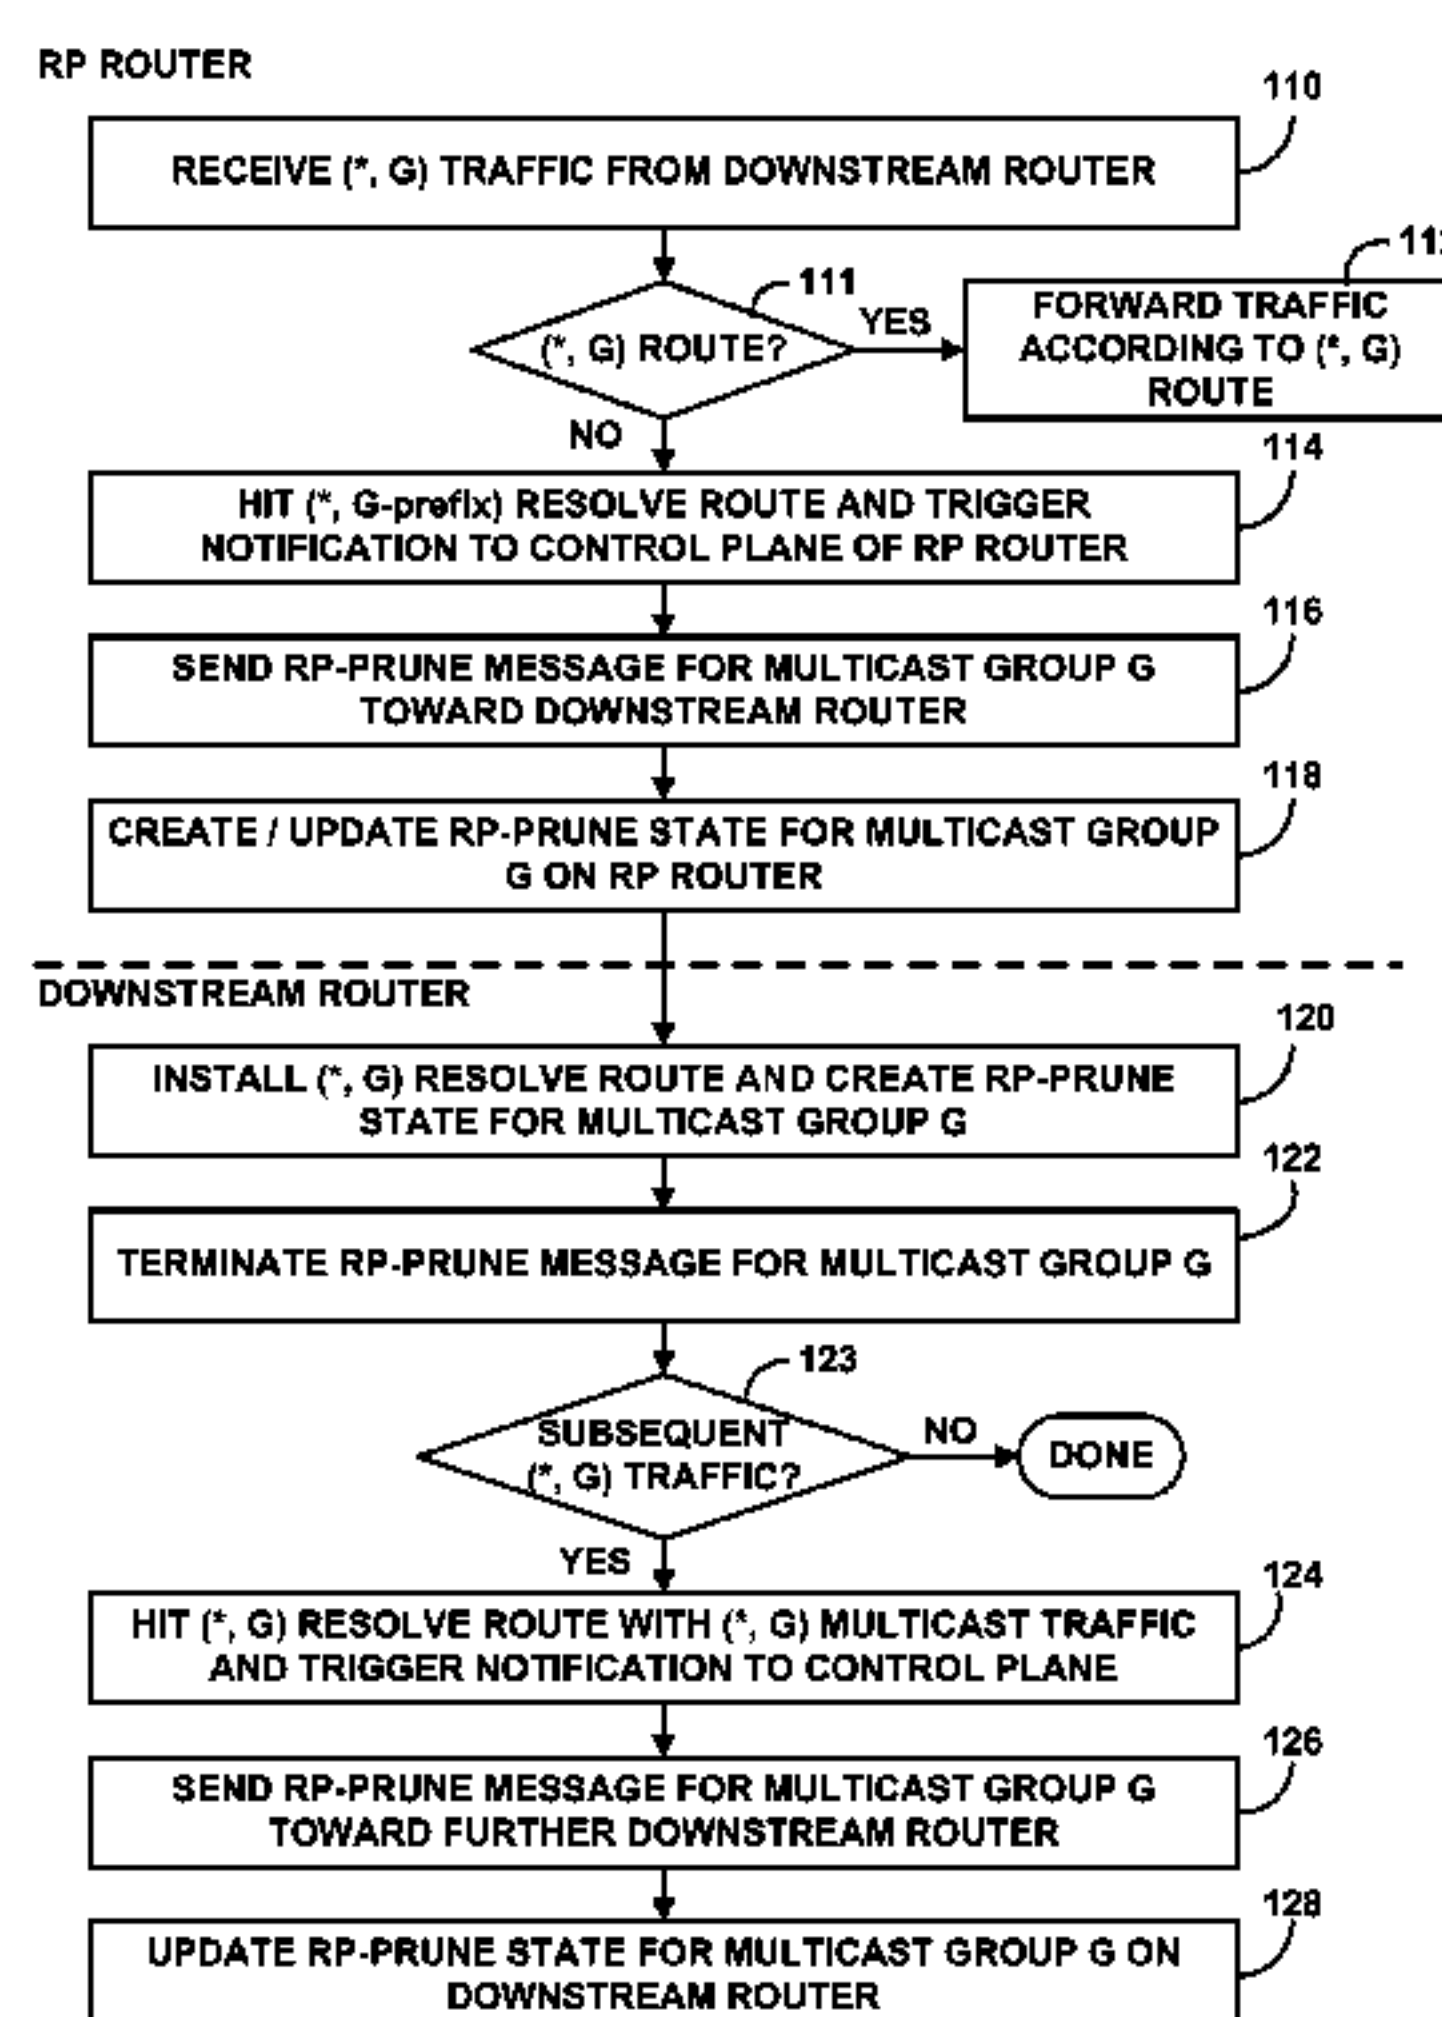 RP ROUTER
110
RECEIVE (*, G) TRAFFIC FROM DOWNSTREAM ROUTER
111
(*, G) ROUTE?
YES
FORWARD TRAFFIC
ACCORDING TO (*, G)
ROUTE
NO
114
HIT (*, G-prefix) RESOLVE ROUTE AND TRIGGER
NOTIFICATION TO CONTROL PLANE OF RP ROUTER
116
SEND RP-PRUNE MESSAGE FOR MULTICAST GROUP G
TOWARD DOWNSTREAM ROUTER
118
CREATE / UPDATE RP-PRUNE STATE FOR MULTICAST GROUP
G ON RP ROUTER
DOWNSTREAM ROUTER
120
INSTALL (*, G) RESOLVE ROUTE AND CREATE RP-PRUNE
STATE FOR MULTICAST GROUP G
122
TERMINATE RP-PRUNE MESSAGE FOR MULTICAST GROUP G
123
SUBSEQUENT
(*, G) TRAFFIC?
NO
DONE
YES
124
HIT (*, G) RESOLVE ROUTE WITH (*, G) MULTICAST TRAFFIC
AND TRIGGER NOTIFICATION TO CONTROL PLANE
126
SEND RP-PRUNE MESSAGE FOR MULTICAST GROUP G
TOWARD FURTHER DOWNSTREAM ROUTER
128
UPDATE RP-PRUNE STATE FOR MULTICAST GROUP G ON
DOWNSTREAM ROUTER